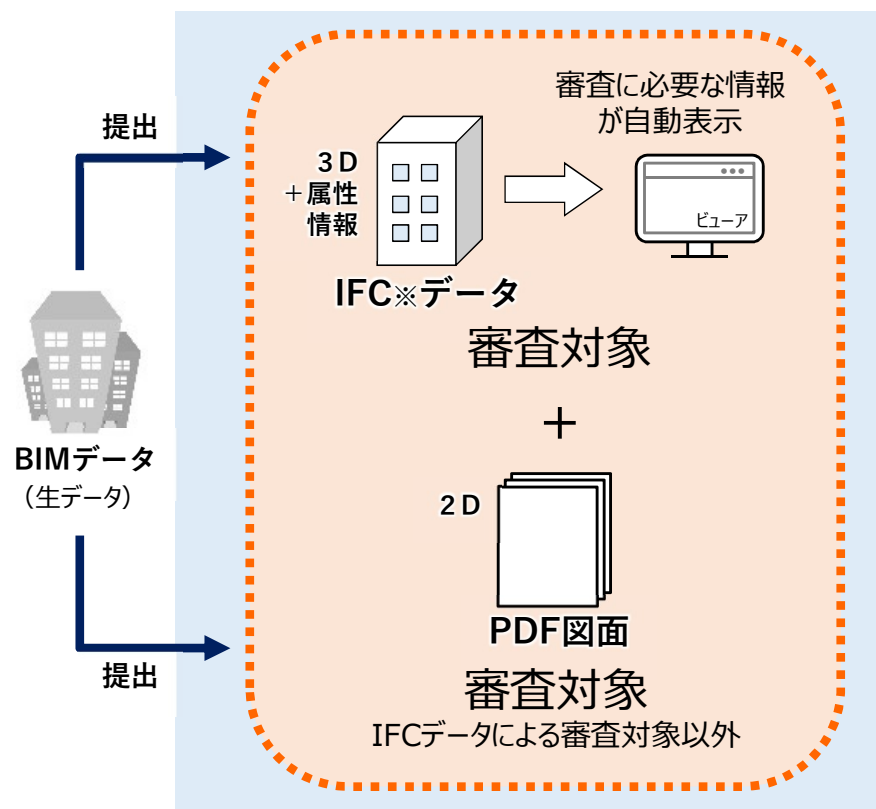 審査に必要な情報
が自動表示
提出
３Ｄ
＋属性
情報
ビューア
IFC※データ
審査対象
＋
BIMデータ
（生データ）
２Ｄ
PDF図面
提出
審査対象
IFCデータによる審査対象以外